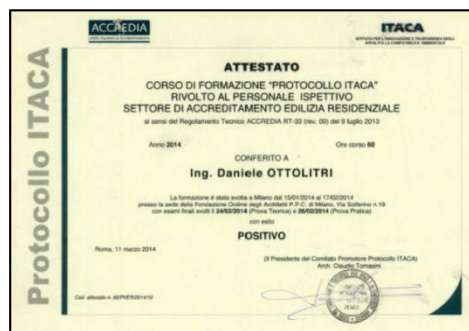 Protocollo ITACA
ACCREDIA
ITACA
ATTESTATO
CORSO DI FORMAZIONE "PROTOCOLLO ITACA"
RIVOLTO AL PERSONALE ISPETTIVO
SETTORE DI ACCREDITAMENTO EDILIZIA RESIDENZIALE
ai sensi del Regolamento Tecnico ACCREDIA RT-33 (rev. 00) del 9 luglio 2013
Anno 2014
Ore corso 60
CONFERITO A
Ing. Daniele OTTOLITRI
La formazione è stata svolta a Milano dal 15/01/2014 al 17/02/2014
presso la sede della Fondazione Ordine degli Architetti P.P.C. di Milano, Via Solferino n.19
con esami finali svolti il 24/02/2014 (Prova Teorica) e 26/02/2014 (Prova Pratica)
con esito
POSITIVO
Roma, 11 marzo 2014
(Il Presidente del Comitato Promotore Protocollo ITACA)
Arch. Claudio Tomasini